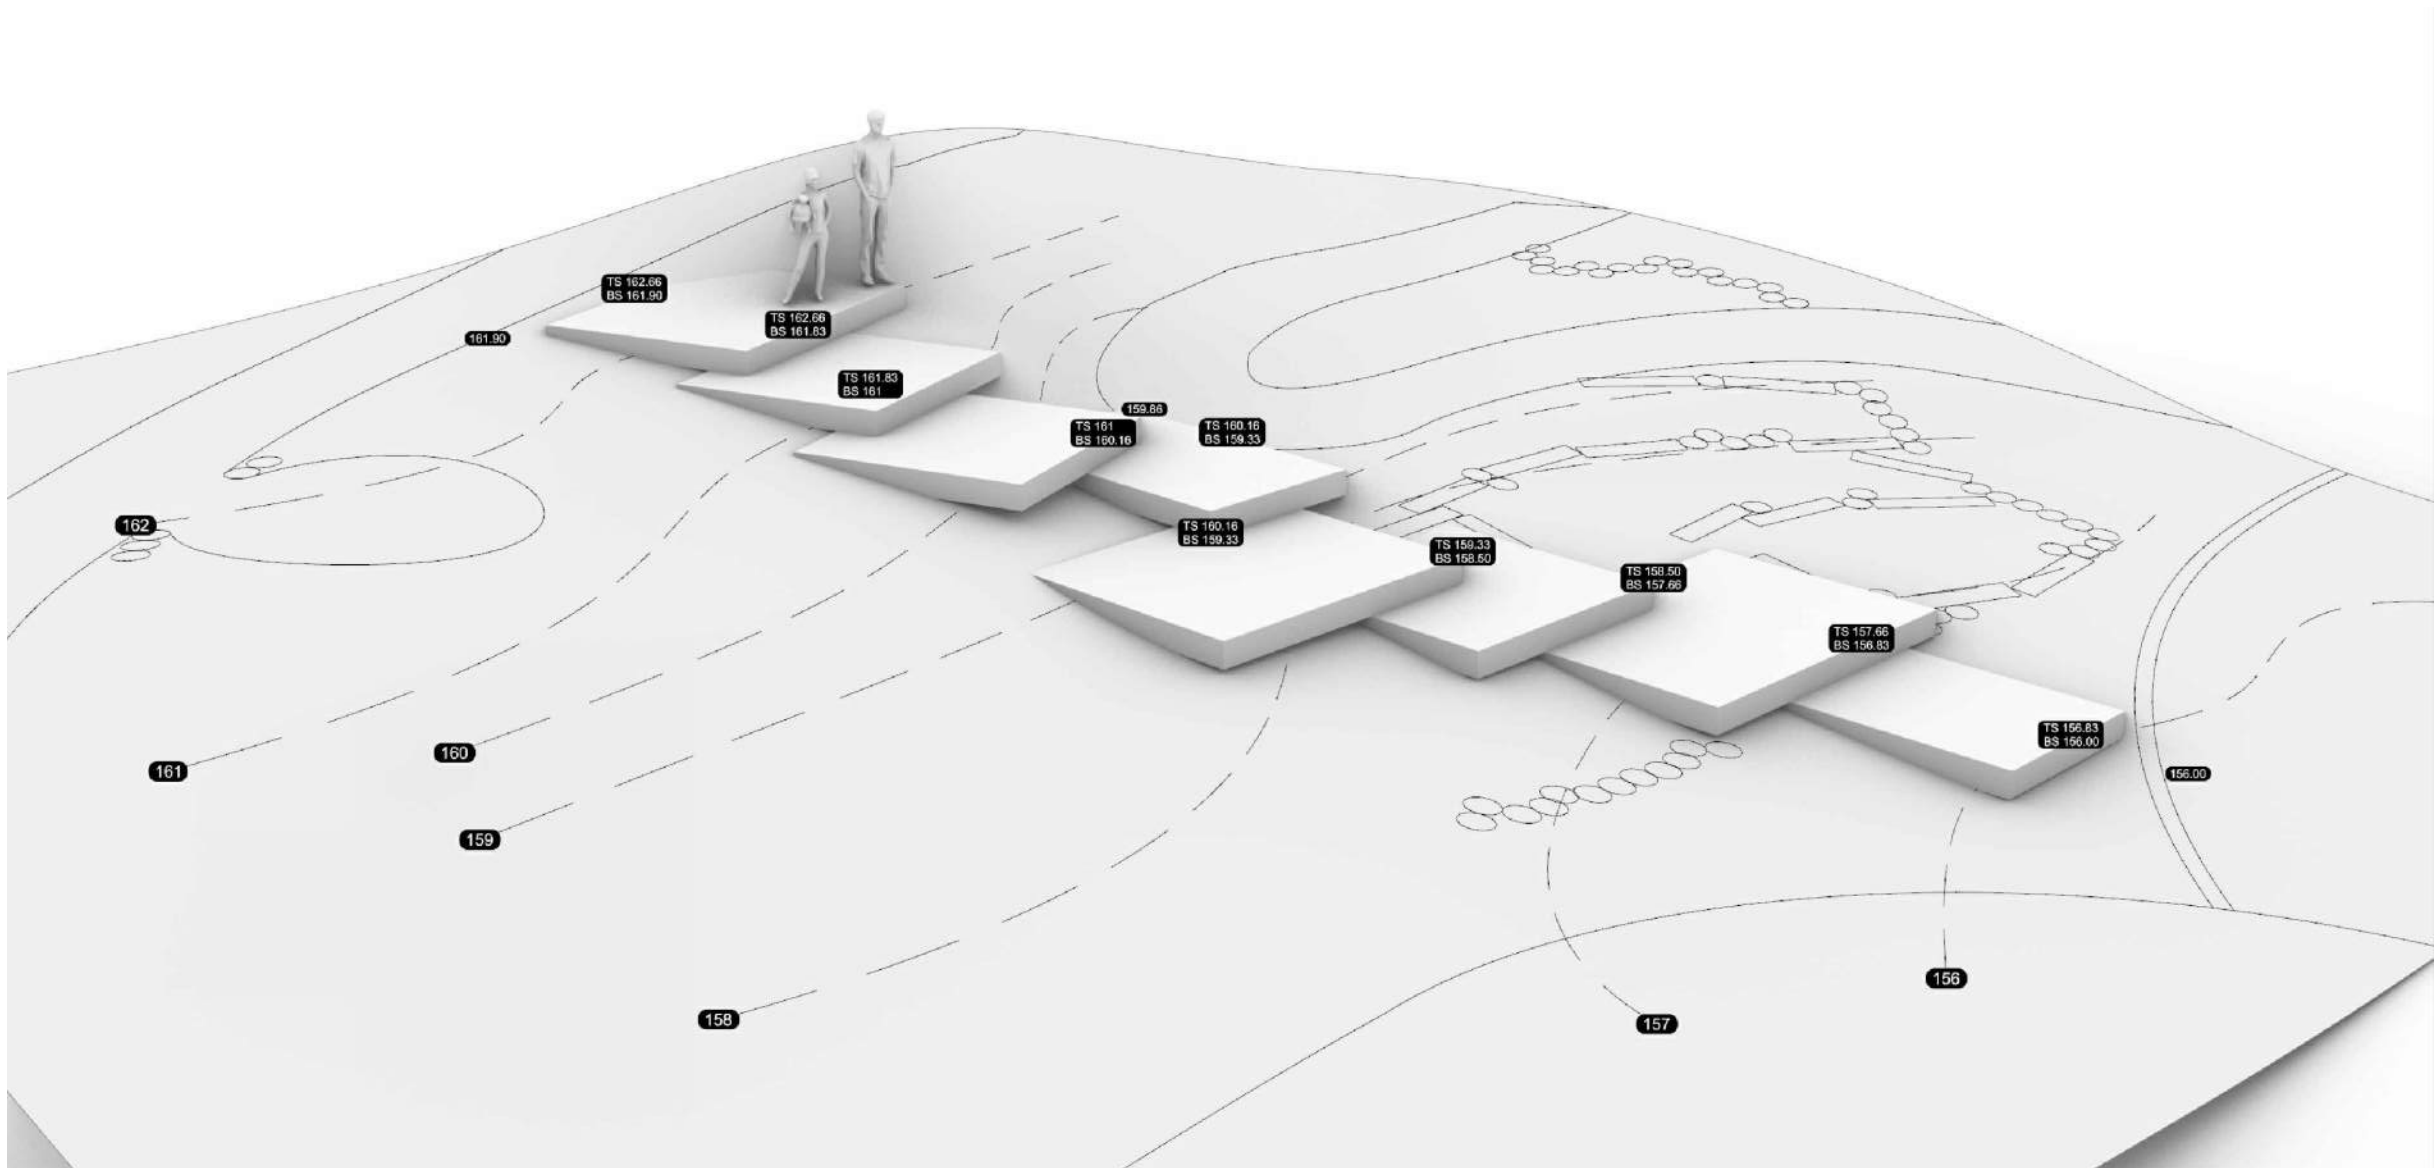 TS 162.66
BS 161.90
TS 162.66
BS 161.83
161.90
TS 161.83
BS 161
159.86
TS 161
BS 160.16
TS 160.16
BS 159.33
162
TS 160.16
BS 159.33
TS 159.33
BS 158.50
TS 158.50
BS 157.66
TS 157.66
BS 156.83
TS 156.83
BS 156.00
161
160
156.00
159
156
158
157